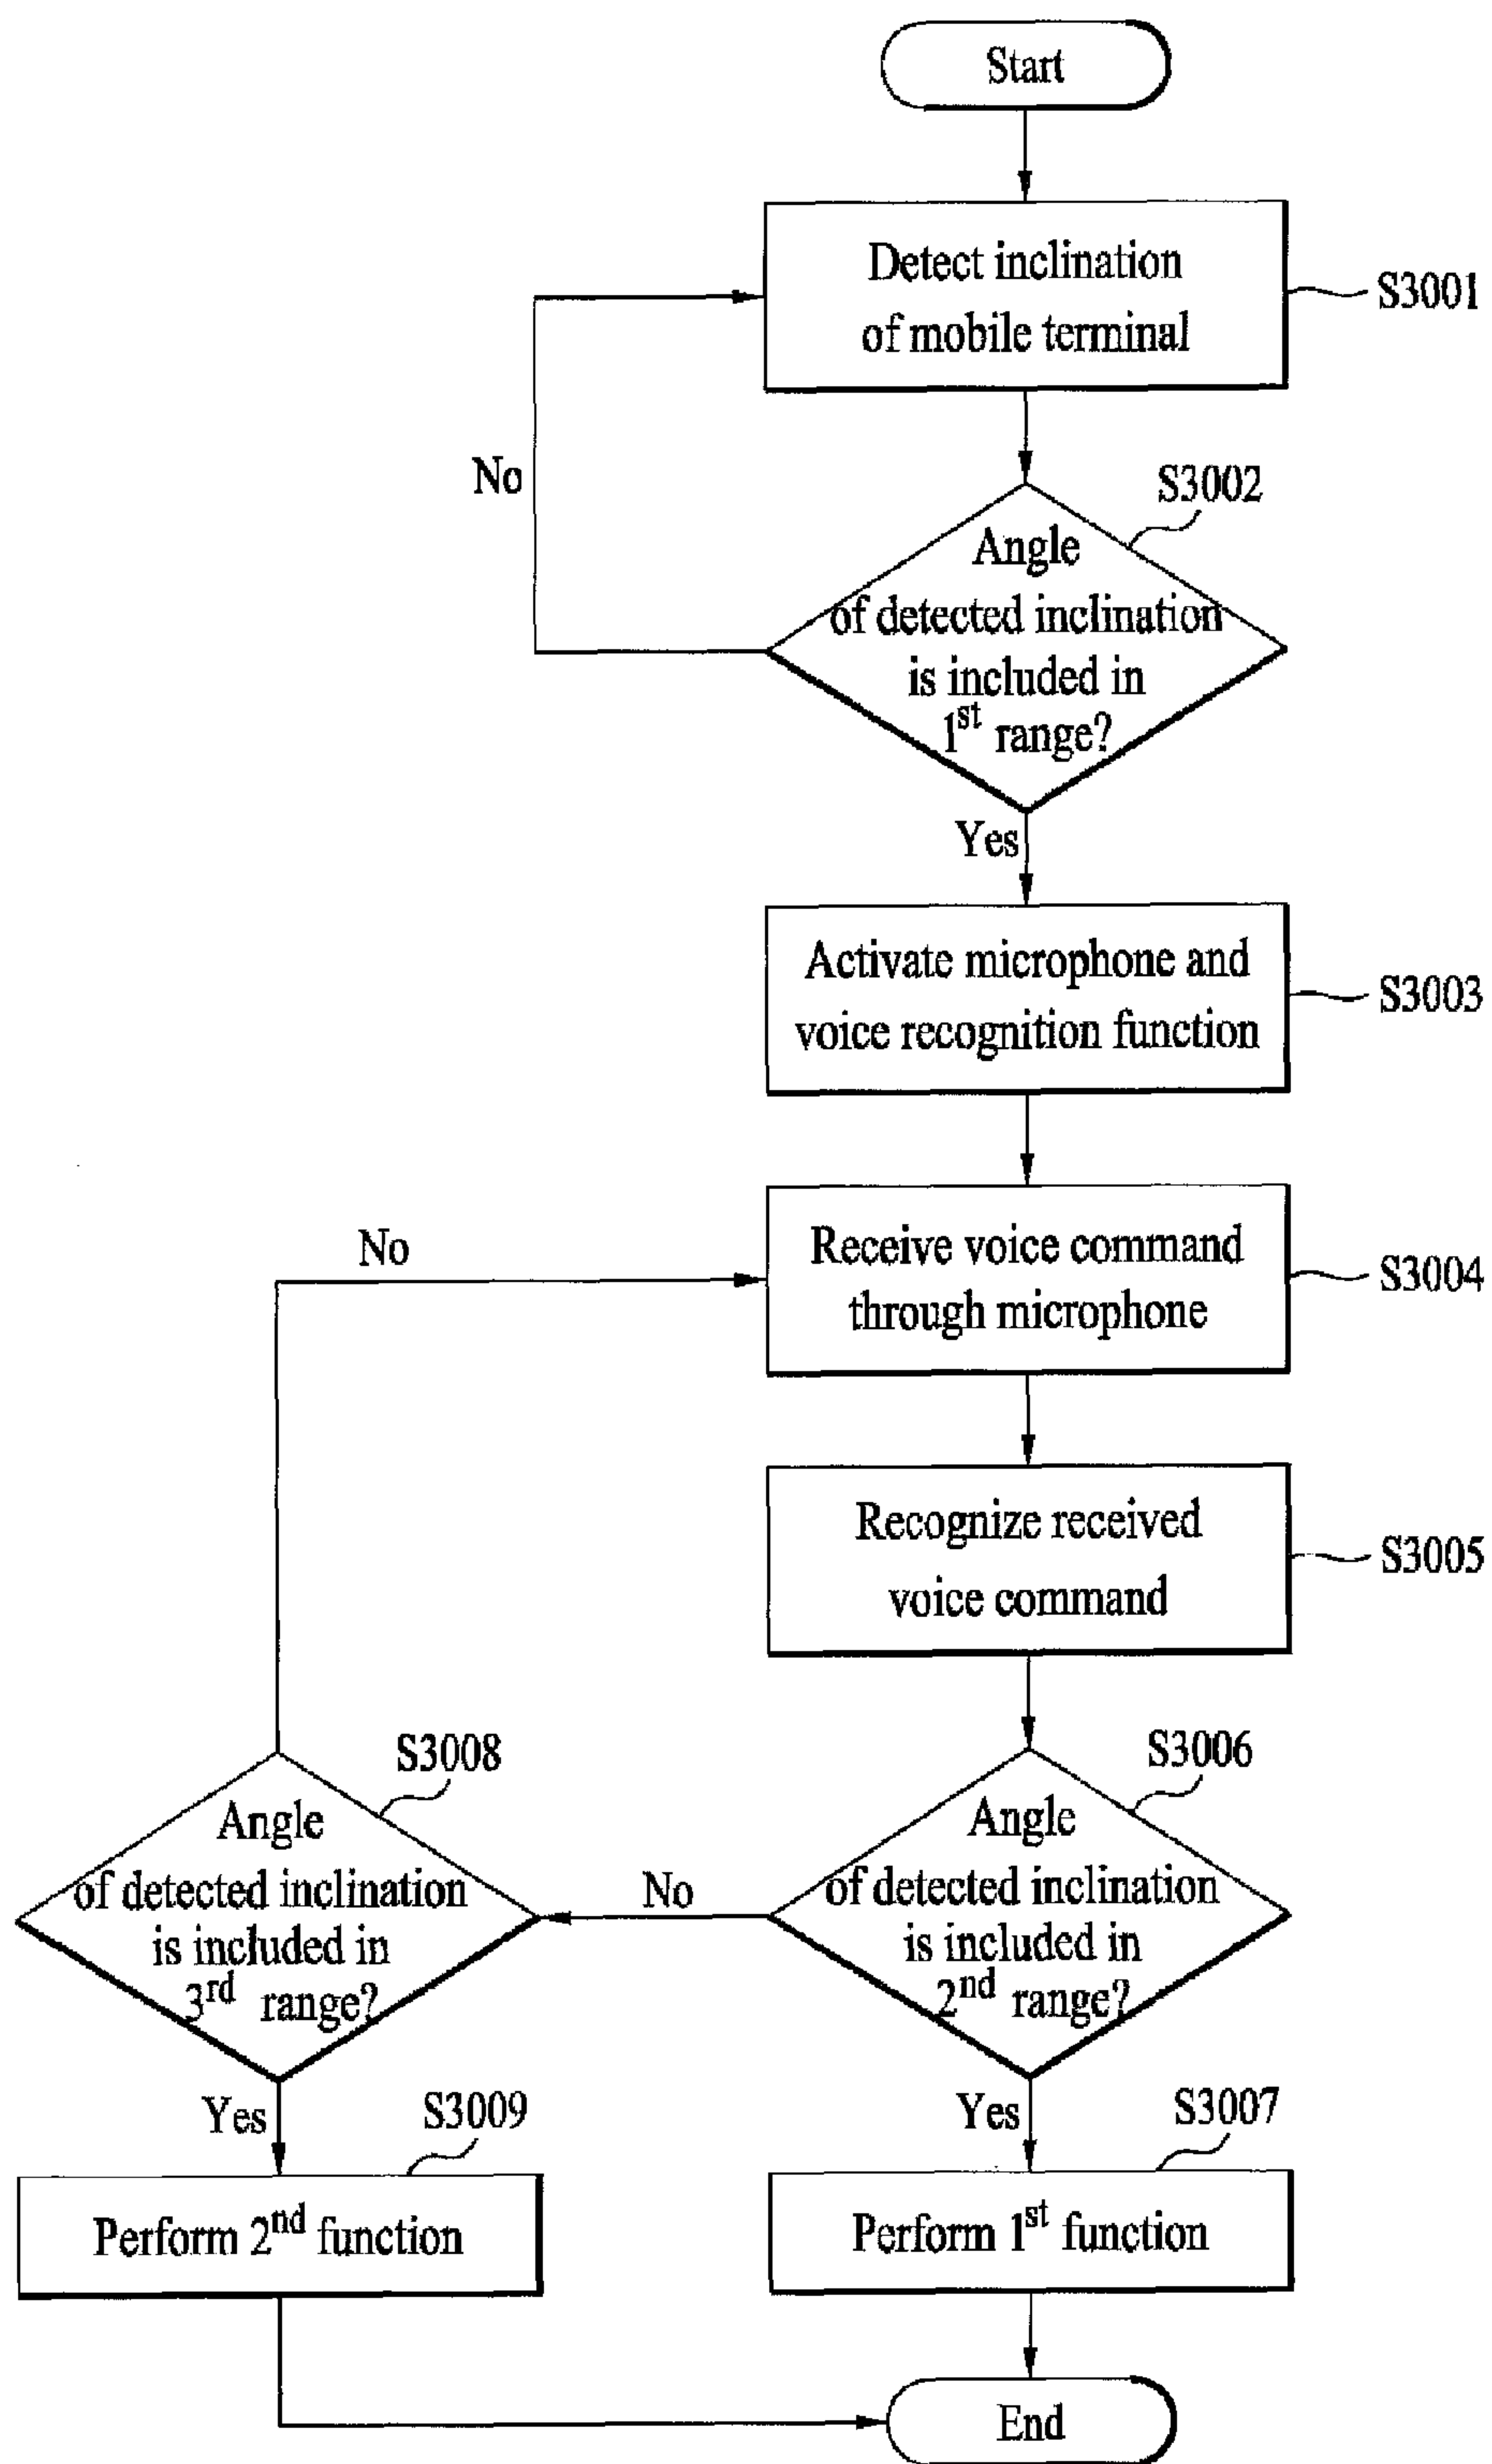 Start
Detect inclination
of mobile terminal
S3001
No
S3002
Angle
of detected inclination
is included in
1st range?
Yes
Activate microphone and
voice recognition function
S3003
No
Receive voice command
through microphone
S3004
Recognize received
voice command
S3005
S3008
Angle
of detected inclination
is included in
3rd range?
No
S3006
Angle
of detected inclination
is included in
2nd range?
Yes
S3009
Perform 2nd function
Yes
S3007
Perform 1st function
End